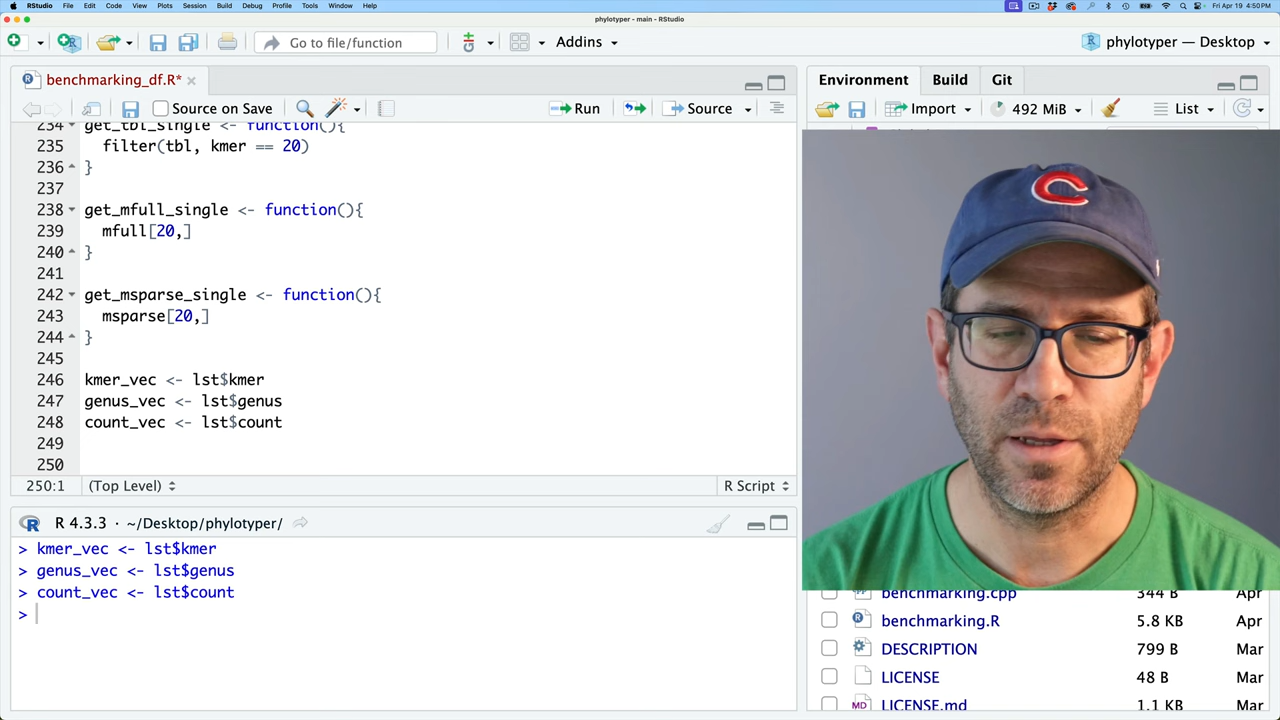 RStudio File Edit Code View Plots Session Build Debug Profile Tools Window Help Fri Apr 19 4:50 PM
phylotyper - main - RStudio
Go to file/function Addins phylotyper — Desktop
benchmarking_df.R* Environment Build Git
Source on Save Run Source Import 492 MiB List
234 get_tbl_single <- function(){
235 filter(tbl, kmer == 20)
236 }
237
238 get_mfull_single <- function(){
239 mfull[20,]
240 }
241
242 get_msparse_single <- function(){
243 msparse[20,]
244 }
245
246 kmer_vec <- lst$kmer
247 genus_vec <- lst$genus
248 count_vec <- lst$count
249
250
250:1 (Top Level) R Script
R 4.3.3 · ~/Desktop/phylotyper/
> kmer_vec <- lst$kmer
> genus_vec <- lst$genus
> count_vec <- lst$count
>
C
benchmarking.cpp 344 B Apr
benchmarking.R 5.8 KB Apr
DESCRIPTION 799 B Mar
LICENSE 48 B Mar
LICENSE.md 1.1 KB Mar